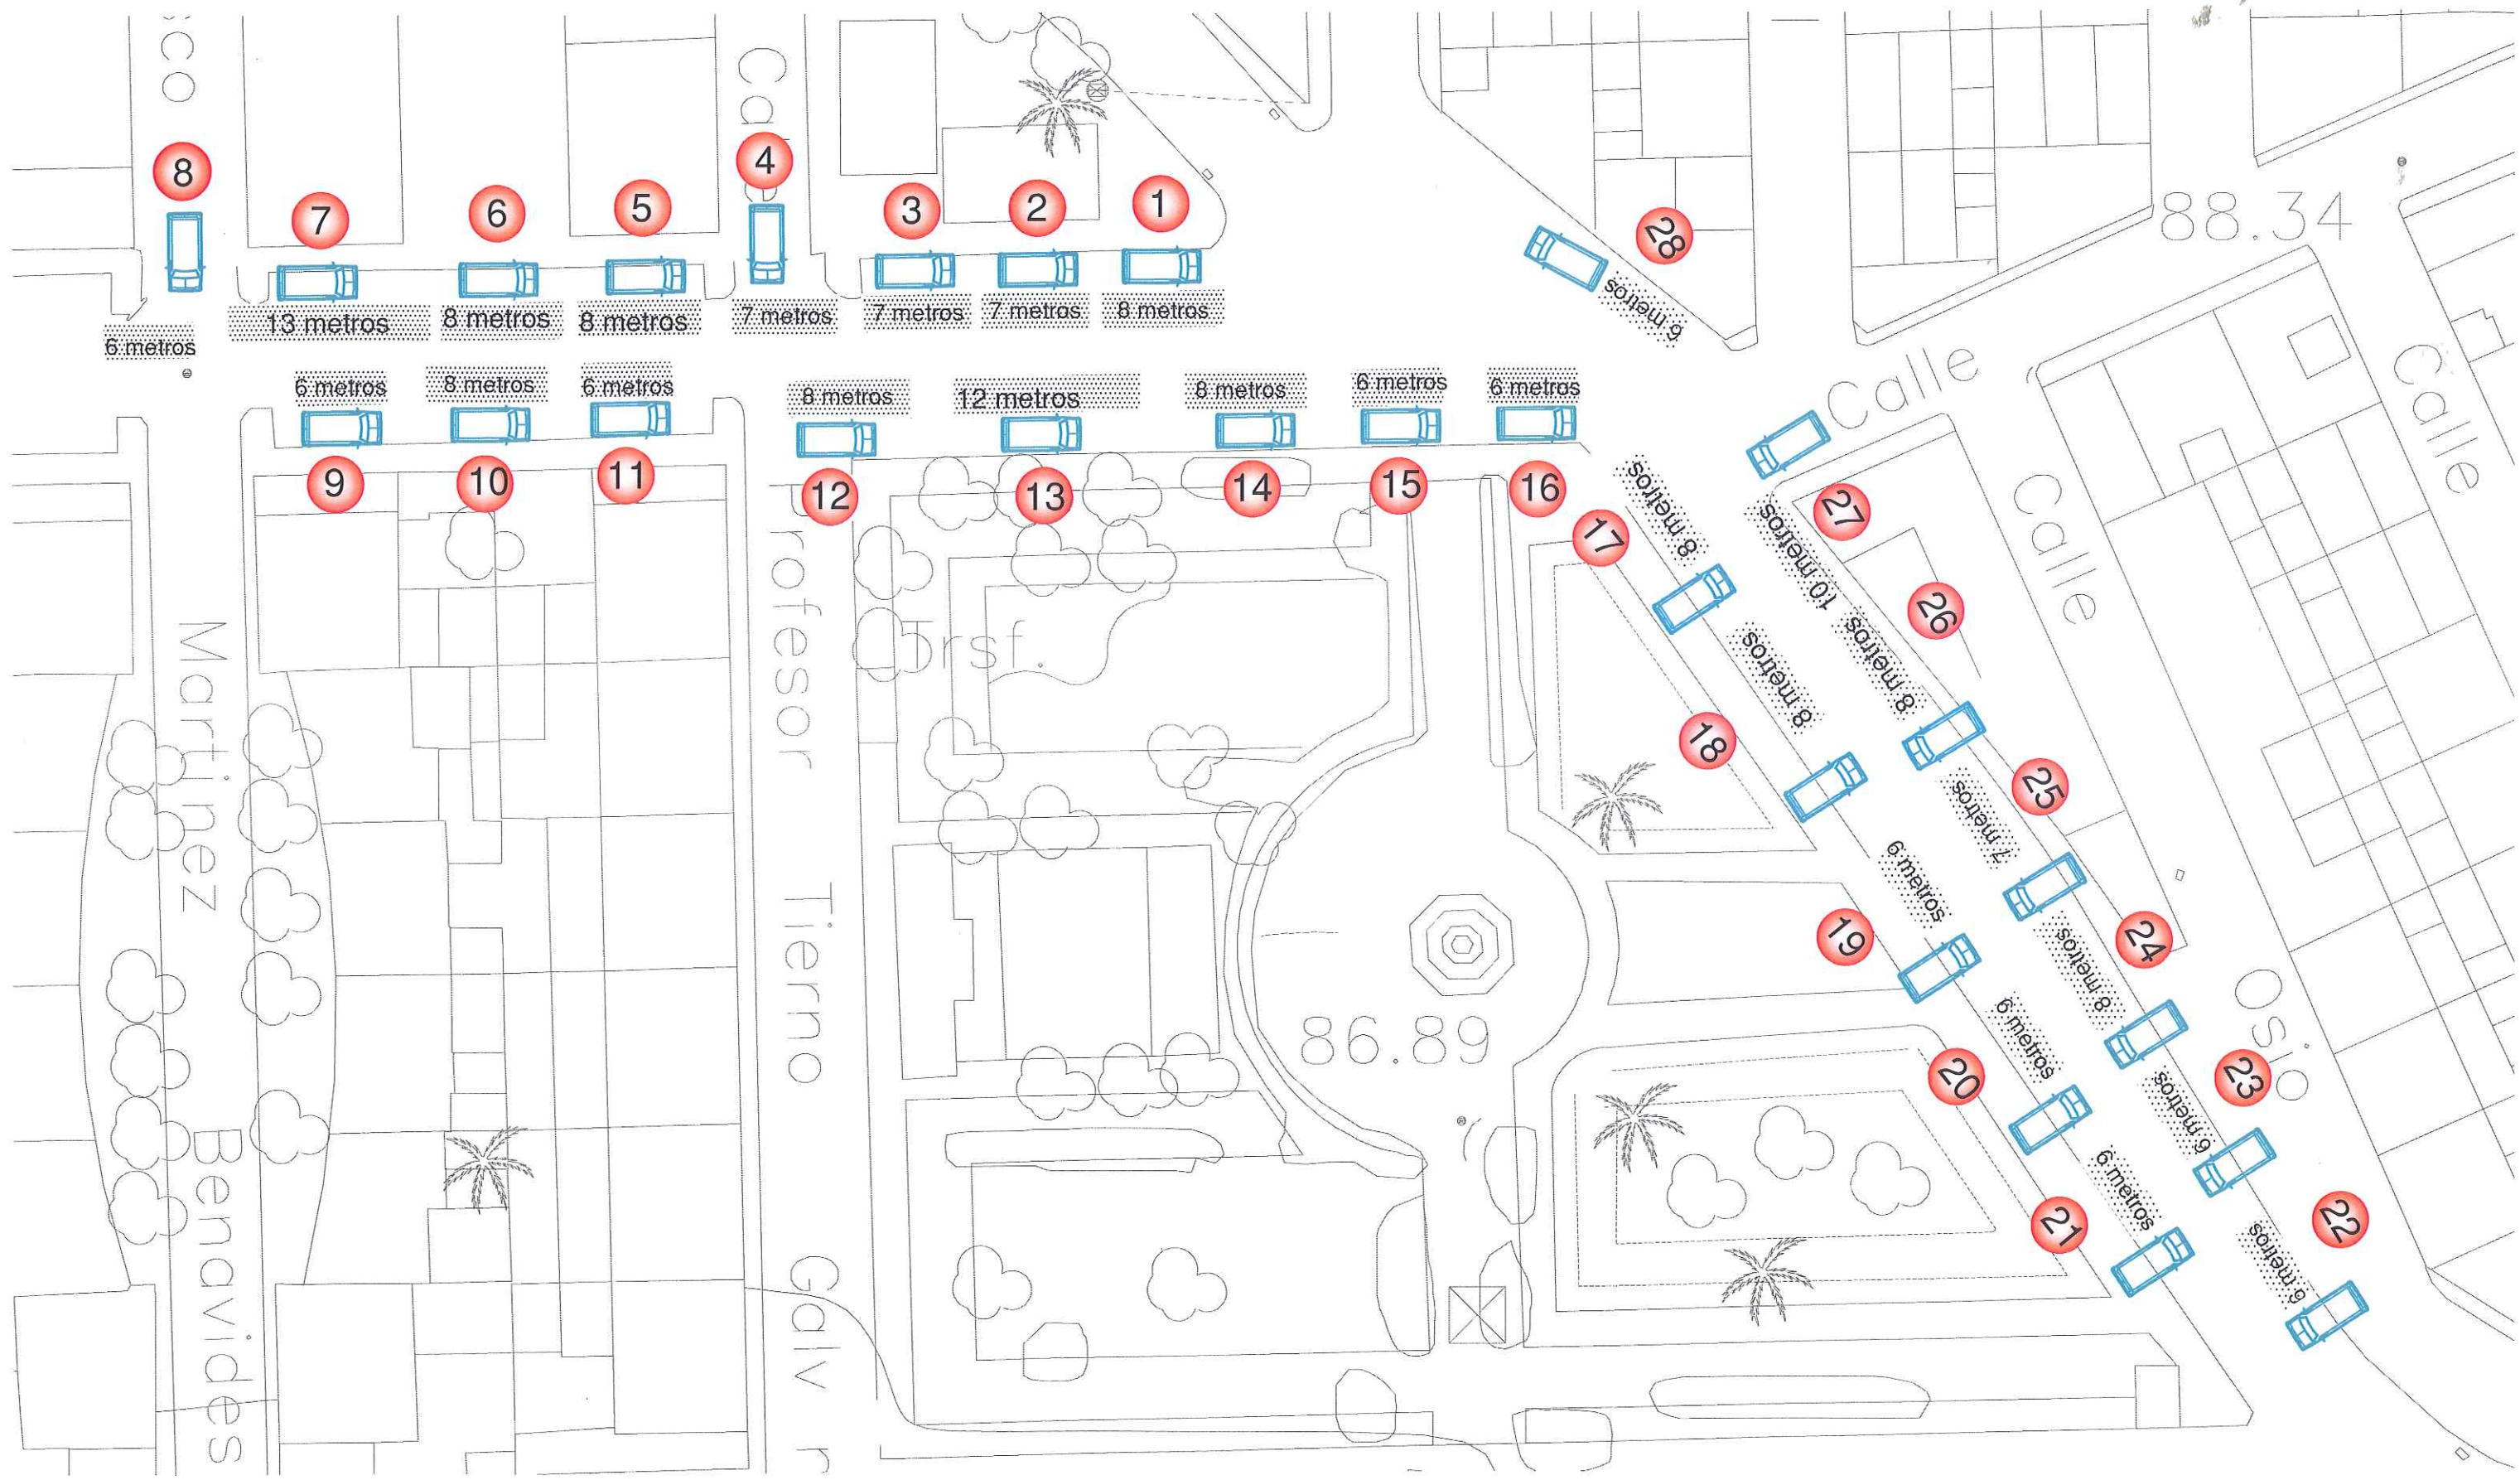 sco
8
7
6
5
4
Ca
e
3
2
1
28
88.34
6 metros
13 metros
8 metros
8 metros
7 metros
7 metros
7 metros
8 metros
6 metros
6 metros
8 metros
6 metros
8 metros
12 metros
8 metros
6 metros
6 metros
9
10
11
12
13
14
15
16
17
8 metros
10 metros
27
Calle
Calle
Calle
26
8 metros
8 metros
18
25
7 metros
6 metros
19
24
8 metros
6 metros
20
23
6 metros
6 metros
21
22
6 metros
Osio
Trsf.
86.89
Martinez
Benavides
Profesor
Tierno
Galv n